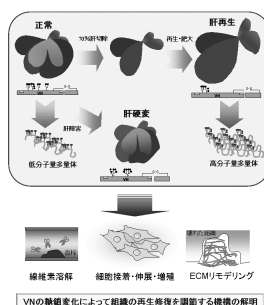 正常
70%肝切除
再生・肥大
肝再生
肝障害
肝硬変
低分子量多量体
高分子量多量体
線維素溶解
細胞接着・伸展・増殖
ECMリモデリング
VNの糖鎖変化によって組織の再生修復を調節する機構の解明